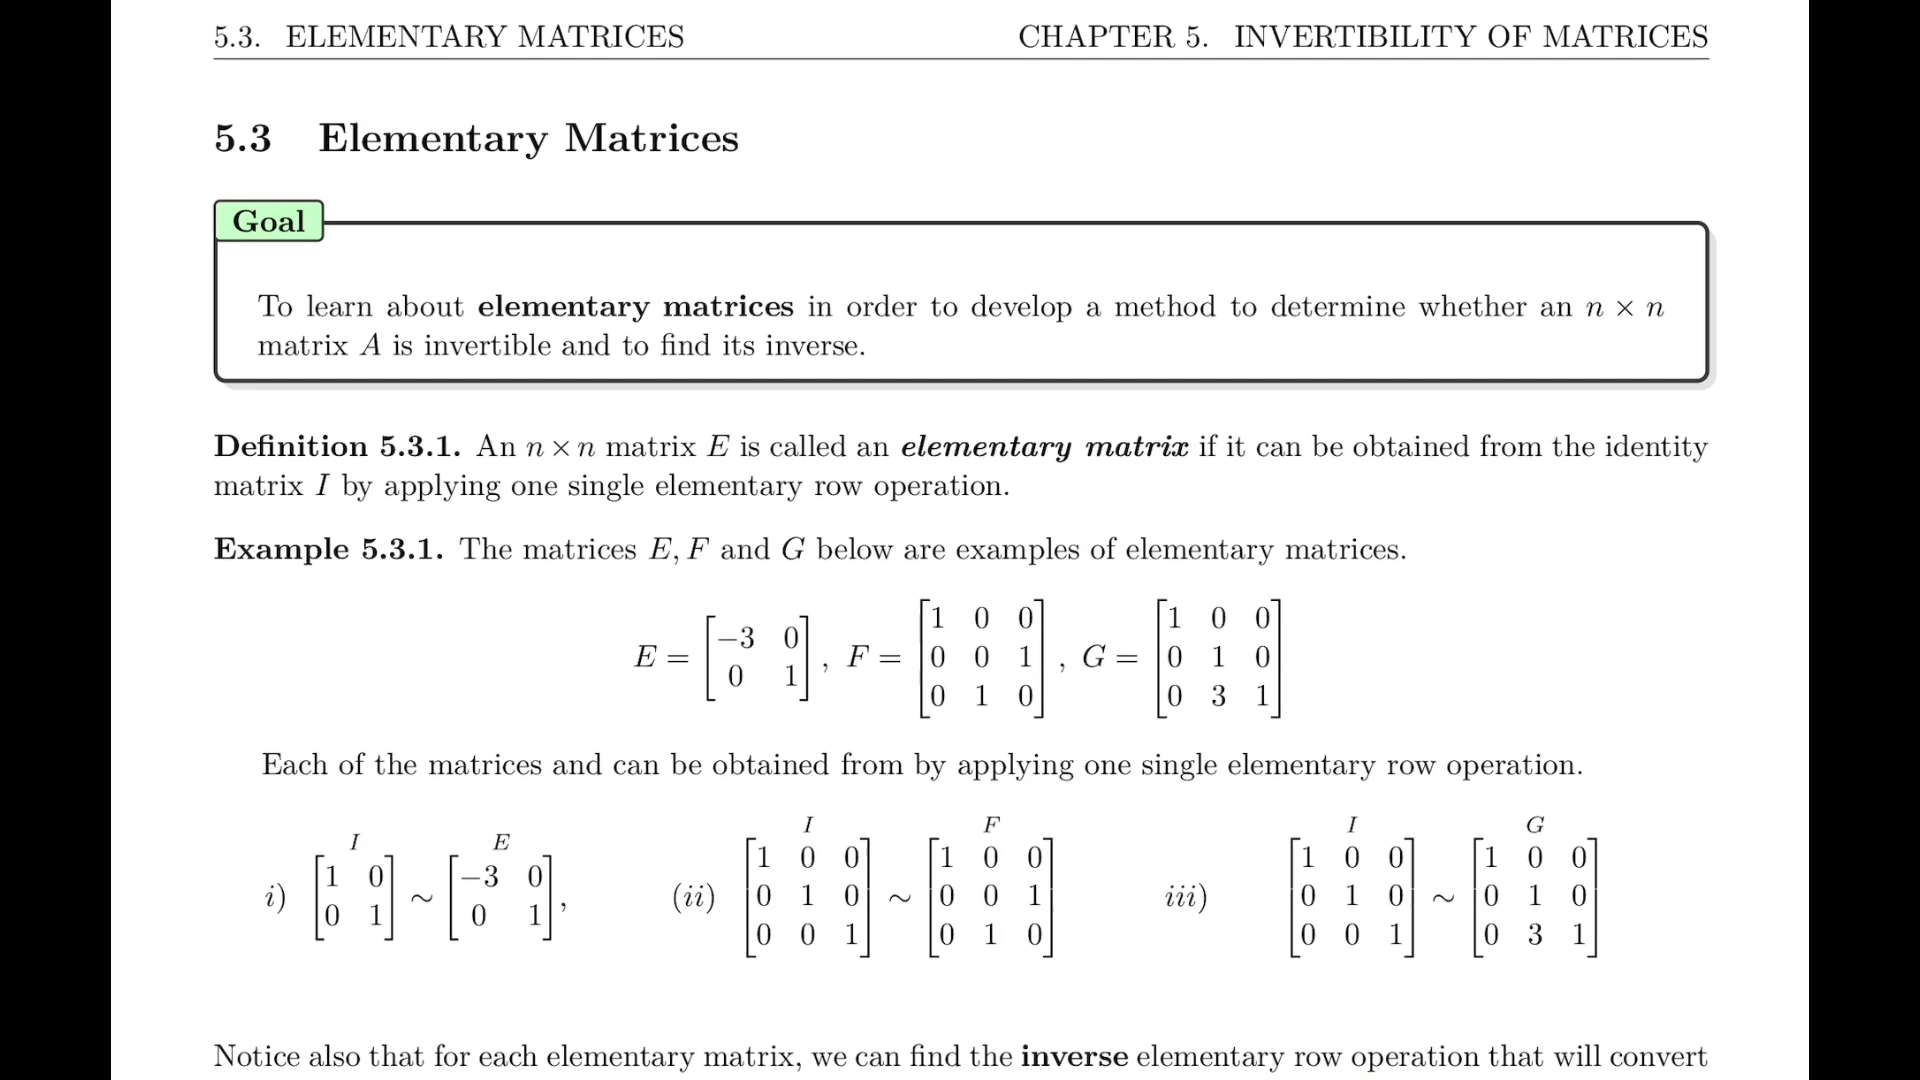 5.3. ELEMENTARY MATRICES CHAPTER 5. INVERTIBILITY OF MATRICES
5.3 Elementary Matrices
Goal
To learn about elementary matrices in order to develop a method to determine whether an n × n
matrix A is invertible and to find its inverse.
Definition 5.3.1. An n × n matrix E is called an elementary matrix if it can be obtained from the identity
matrix I by applying one single elementary row operation.
Example 5.3.1. The matrices E, F and G below are examples of elementary matrices.
E = [−3 0; 0 1], F = [1 0 0; 0 0 1; 0 1 0], G = [1 0 0; 0 1 0; 0 3 1]
Each of the matrices and can be obtained from by applying one single elementary row operation.
I E I F I G
i) [1 0; 0 1] ~ [−3 0; 0 1], (ii) [1 0 0; 0 1 0; 0 0 1] ~ [1 0 0; 0 0 1; 0 1 0] iii) [1 0 0; 0 1 0; 0 0 1] ~ [1 0 0; 0 1 0; 0 3 1]
Notice also that for each elementary matrix, we can find the inverse elementary row operation that will convert